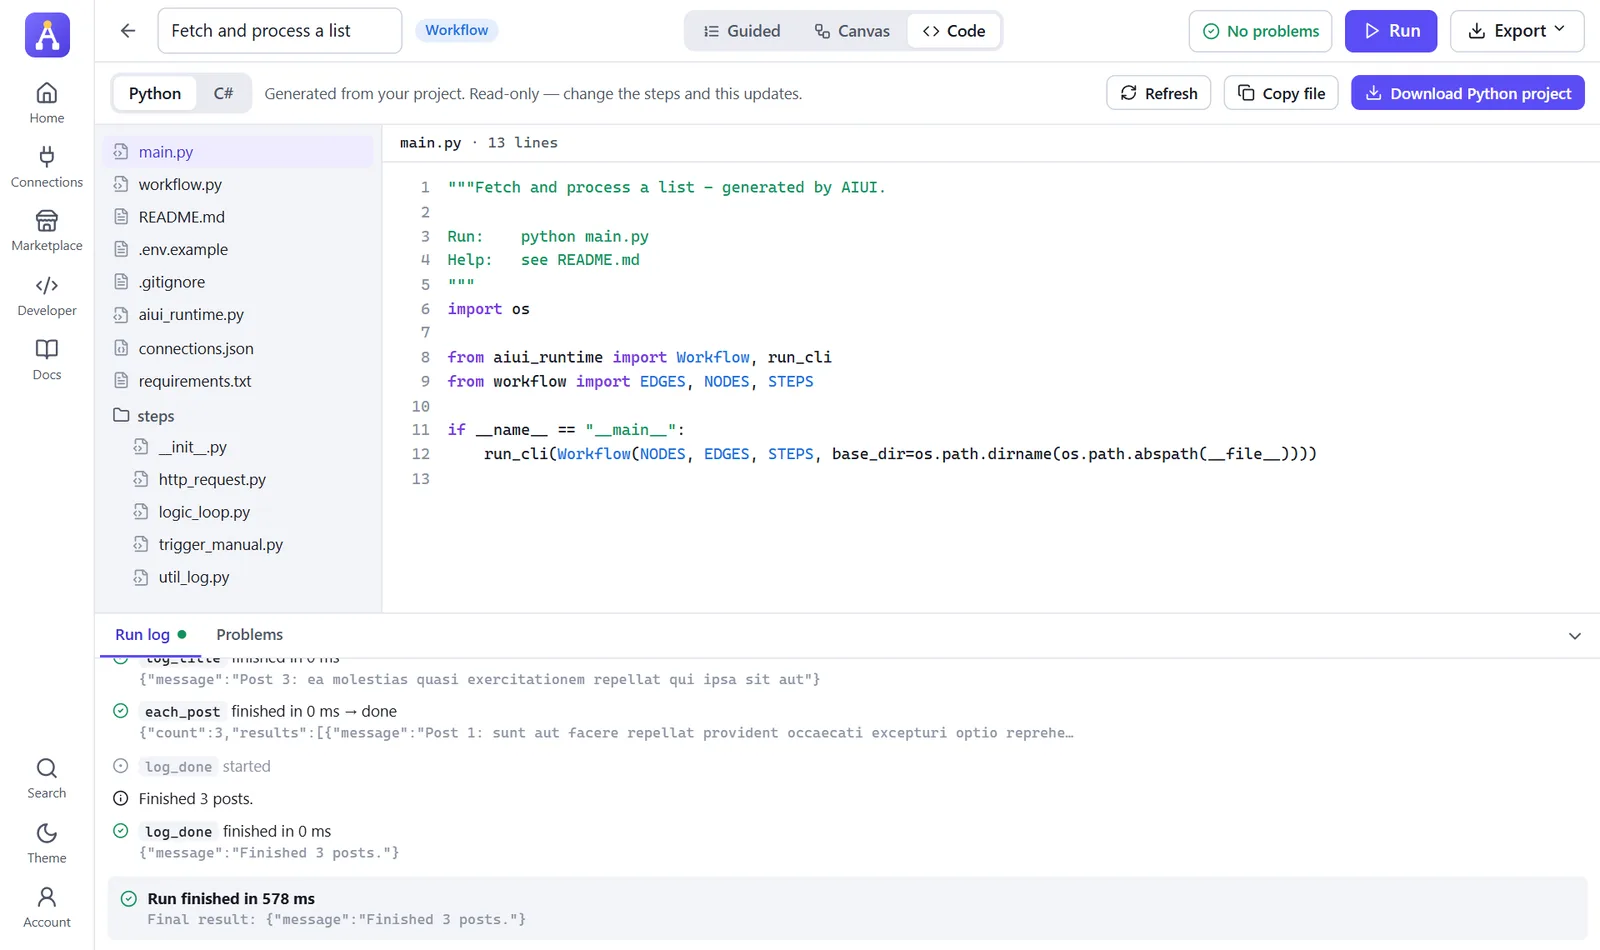 Fetch and process a list
Workflow
Guided
Canvas
Code
No problems
Run
Export
Home
Connections
Marketplace
Developer
Docs
Search
Theme
Account
Python
C#
Generated from your project. Read-only — change the steps and this updates.
Refresh
Copy file
Download Python project
main.py
workflow.py
README.md
.env.example
.gitignore
aiui_runtime.py
connections.json
requirements.txt
steps
__init__.py
http_request.py
logic_loop.py
trigger_manual.py
util_log.py
main.py · 13 lines
1 """Fetch and process a list — generated by AIUI.
2
3 Run:    python main.py
4 Help:   see README.md
5 """
6 import os
7
8 from aiui_runtime import Workflow, run_cli
9 from workflow import EDGES, NODES, STEPS
10
11 if __name__ == "__main__":
12     run_cli(Workflow(NODES, EDGES, STEPS, base_dir=os.path.dirname(os.path.abspath(__file__))))
13
Run log
Problems
log_title finished in 0 ms
{"message":"Post 3: ea molestias quasi exercitationem repellat qui ipsa sit aut"}
each_post finished in 0 ms → done
{"count":3,"results":[{"message":"Post 1: sunt aut facere repellat provident occaecati excepturi optio reprehe…
log_done started
Finished 3 posts.
log_done finished in 0 ms
{"message":"Finished 3 posts."}
Run finished in 578 ms
Final result: {"message":"Finished 3 posts."}